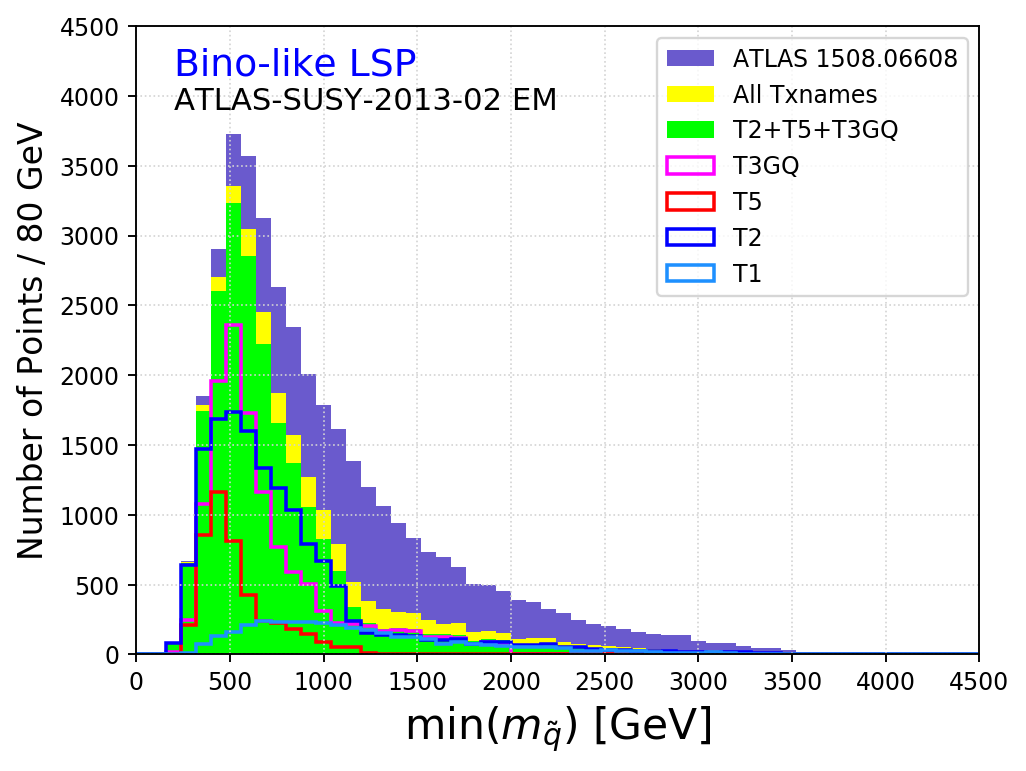 Bino-like LSP
ATLAS-SUSY-2013-02 EM
ATLAS 1508.06608
All Txnames
T2+T5+T3GQ
T3GQ
T5
T2
T1
Number of Points / 80 GeV
4500
4000
3500
3000
2500
2000
1500
1000
500
0
0 500 1000 1500 2000 2500 3000 3500 4000 4500
min(m_q̃) [GeV]